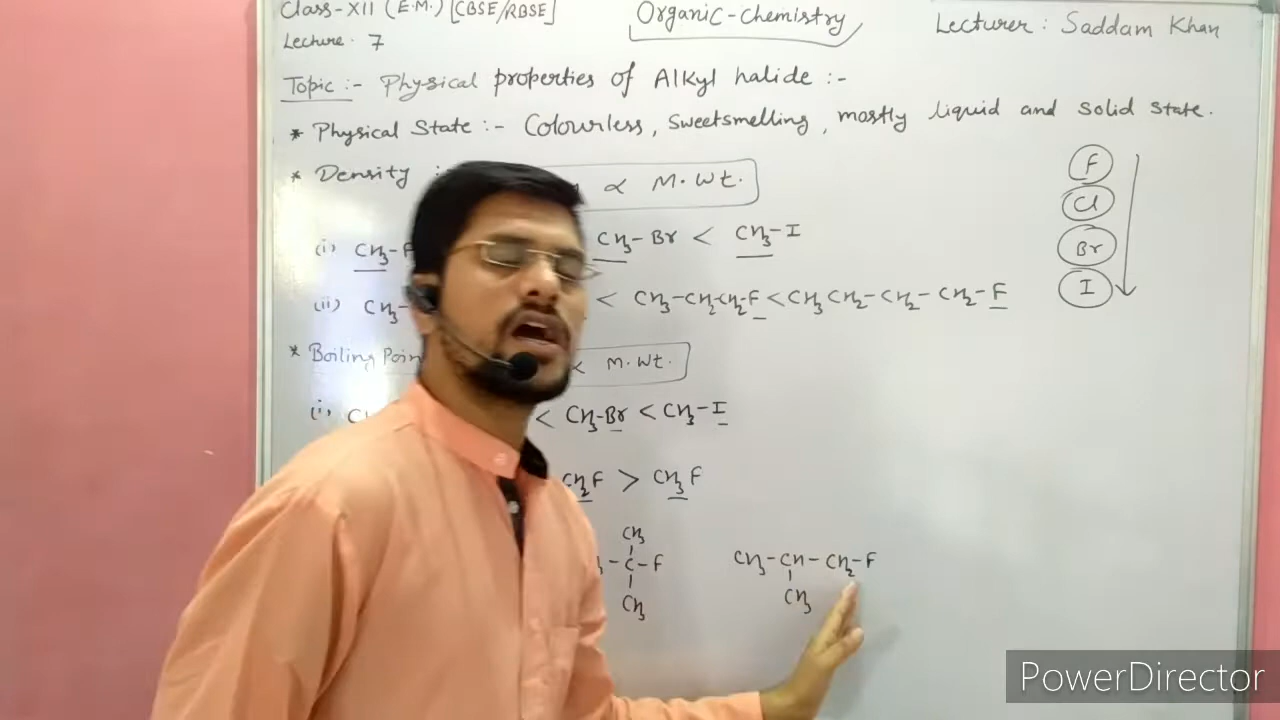 Class-XII (E.M.) [CBSE/RBSE]
Organic-Chemistry
Lecturer: Saddam Khan
Lecture. 7
Topic :- Physical properties of Alkyl halide :-
* Physical State :- Colourless, Sweetsmelling, mostly liquid and solid state.
* Density : ∝ M.Wt.
F
Cl
Br
I
(i) CH3-F CH3-Br < CH3-I
(ii) CH3- < CH3-CH2-CH2-F < CH3 CH2-CH2-CH2-F
* Boiling Poin ∝ M.Wt.
(i) < CH3-Br < CH3-I
CH2F > CH3F
CH3
-C-F
CH3
CH3-CH-CH2-F
CH3
PowerDirector